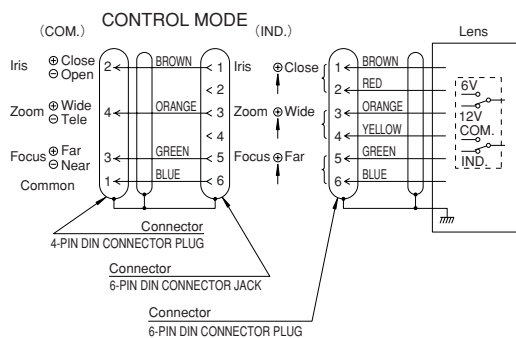 CONTROL MODE
(COM.)
(IND.)
Lens
Iris ⊕ Close
⊖ Open
2
BROWN
1
Iris ⊕ Close
1
BROWN
2
2
RED
6V
Zoom ⊕ Wide
⊖ Tele
4
ORANGE
3
Zoom ⊕ Wide
3
ORANGE
12V
4
4
YELLOW
COM.
Focus ⊕ Far
⊖ Near
3
GREEN
5
Focus ⊕ Far
5
GREEN
IND.
Common
1
BLUE
6
6
BLUE
Connector
4-PIN DIN CONNECTOR PLUG
Connector
6-PIN DIN CONNECTOR JACK
Connector
6-PIN DIN CONNECTOR PLUG